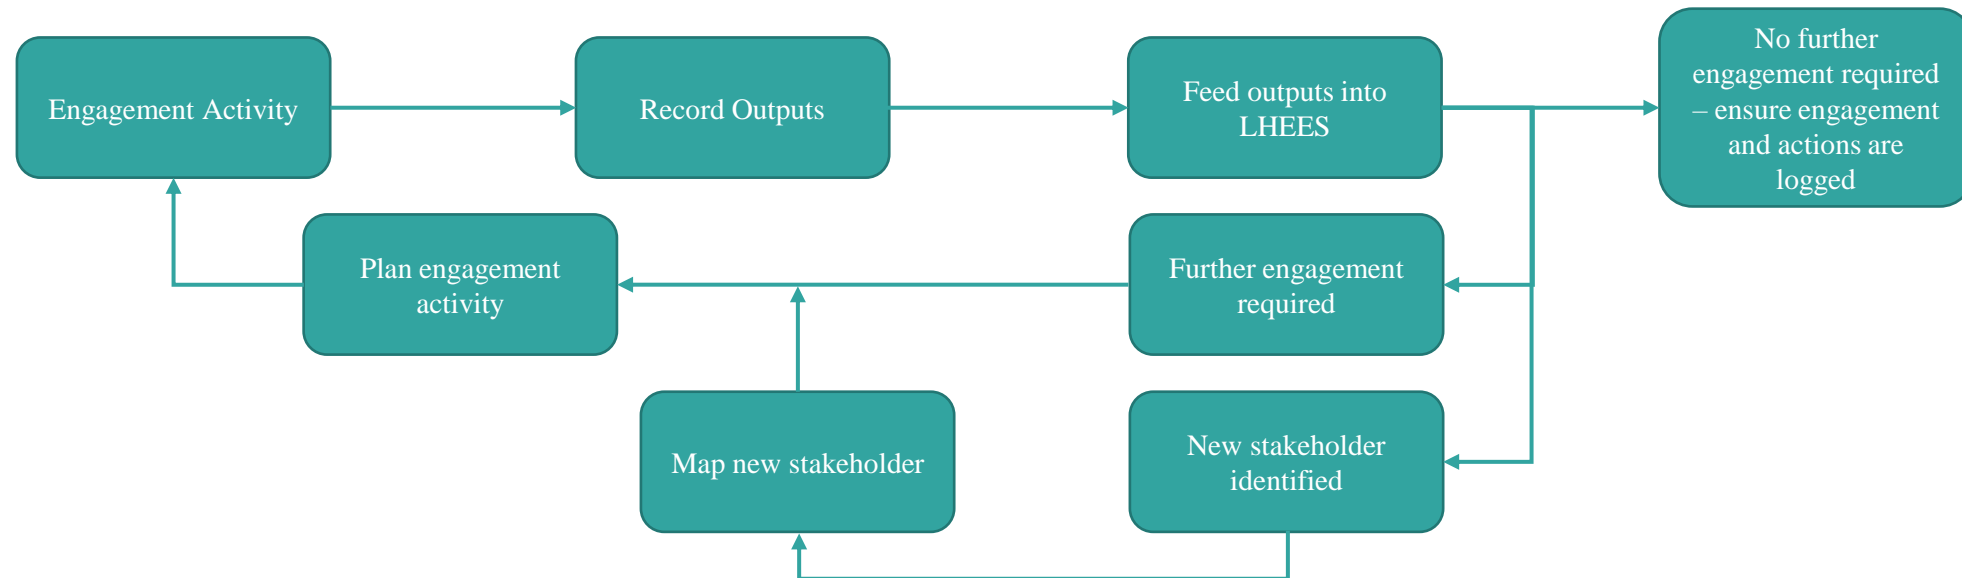 Engagement Activity
Record Outputs
Feed outputs into
LHEES
No further
engagement required
– ensure engagement
and actions are
logged
Plan engagement
activity
Further engagement
required
Map new stakeholder
New stakeholder
identified